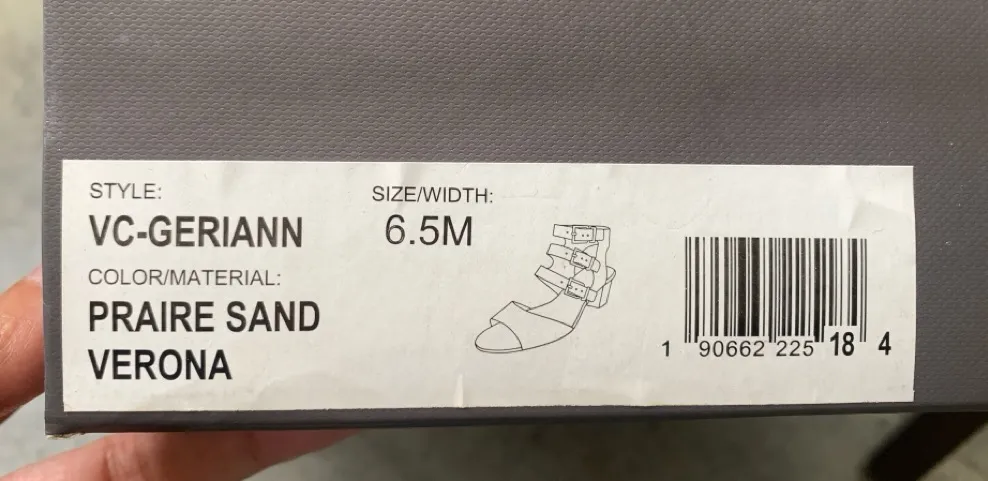 STYLE:
VC-GERIANN
SIZE/WIDTH:
6.5M
COLOR/MATERIAL:
PRAIRE SAND
VERONA
1 90662 225 18 4